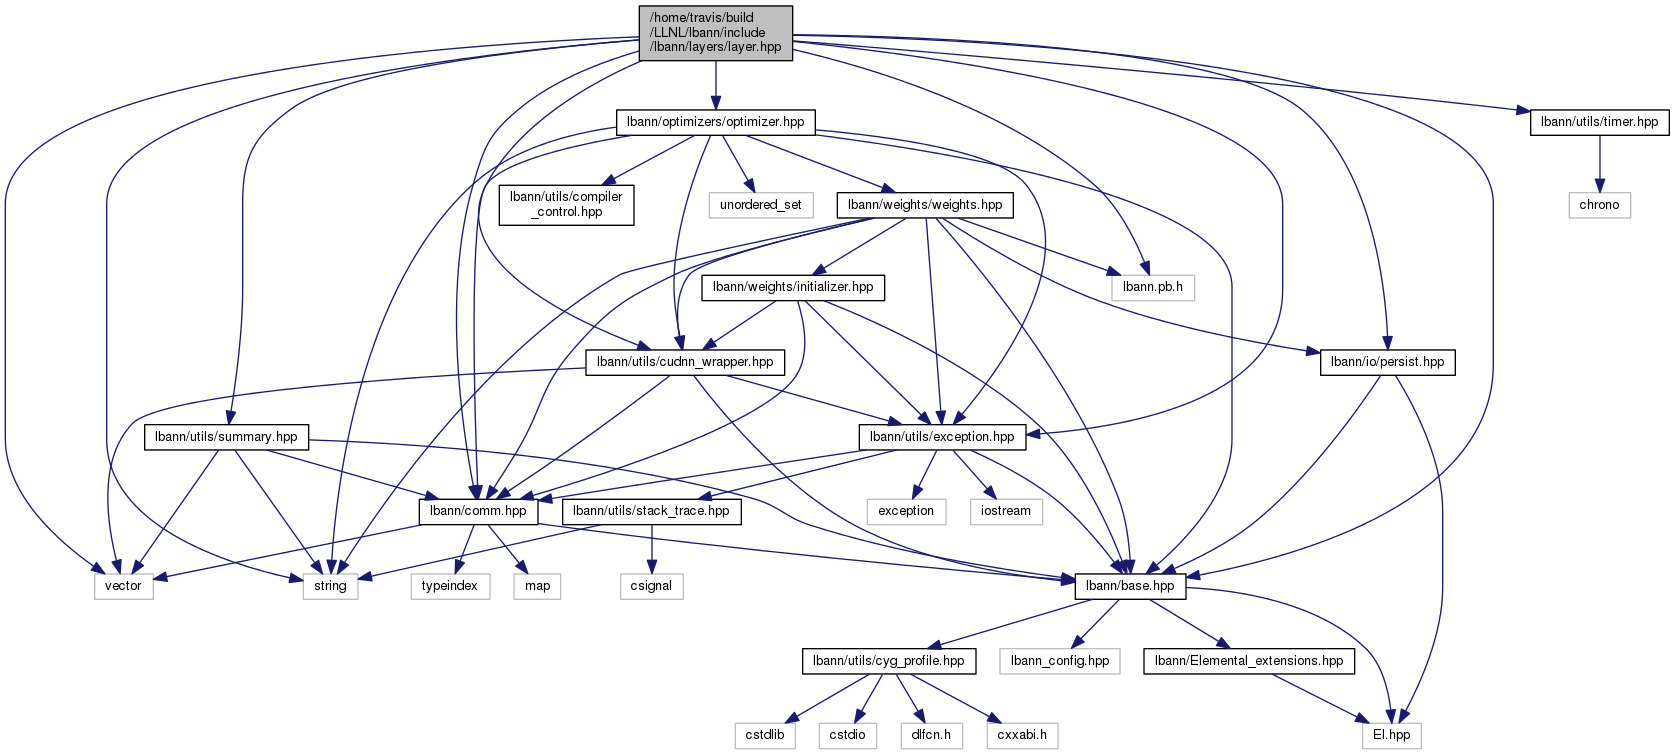 /home/travis/build
/LLNL/lbann/include
/lbann/layers/layer.hpp
lbann/optimizers/optimizer.hpp
lbann/utils/timer.hpp
lbann/utils/compiler
_control.hpp
unordered_set
lbann/weights/weights.hpp
chrono
lbann/weights/initializer.hpp
lbann.pb.h
lbann/utils/cudnn_wrapper.hpp
lbann/io/persist.hpp
lbann/utils/summary.hpp
lbann/utils/exception.hpp
lbann/comm.hpp
lbann/utils/stack_trace.hpp
exception
iostream
vector
string
typeindex
map
csignal
lbann/base.hpp
lbann/utils/cyg_profile.hpp
lbann_config.hpp
lbann/Elemental_extensions.hpp
cstdlib
cstdio
dlfcn.h
cxxabi.h
El.hpp